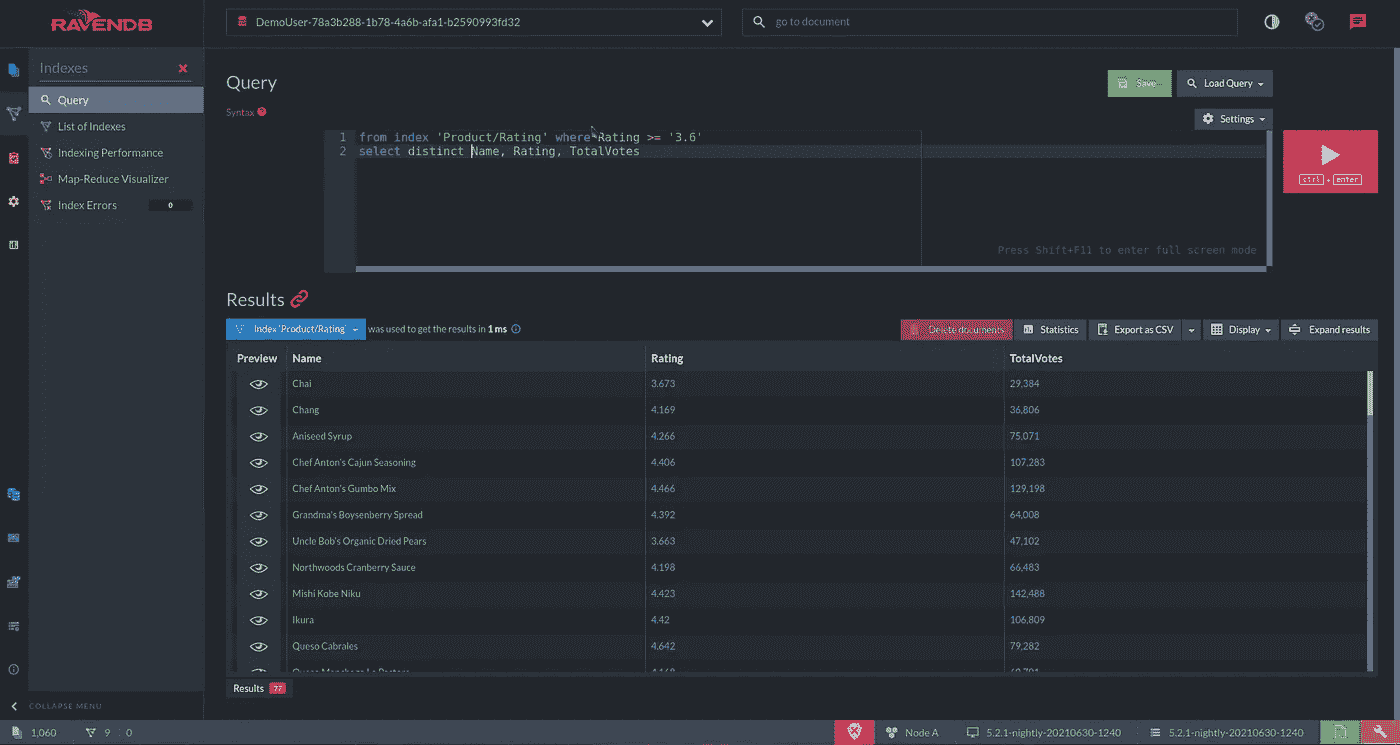 RAVENDB
DemoUser-78a3b288-1b78-4a6b-afa1-b2590993fd32
go to document
Indexes
Query
List of Indexes
Indexing Performance
Map-Reduce Visualizer
Index Errors 0
COLLAPSE MENU
Query
Save
Load Query
Syntax
Settings
1 from index 'Product/Rating' where Rating >= '3.6'
2 select distinct Name, Rating, TotalVotes
ctrl + enter
Press Shift+F11 to enter full screen mode
Results
Index 'Product/Rating' was used to get the results in 1 ms
Delete documents
Statistics
Export as CSV
Display
Expand results
Preview Name Rating TotalVotes
Chai 3.673 29,384
Chang 4.169 36,806
Aniseed Syrup 4.266 75,071
Chef Anton's Cajun Seasoning 4.406 107,283
Chef Anton's Gumbo Mix 4.466 129,198
Grandma's Boysenberry Spread 4.392 64,008
Uncle Bob's Organic Dried Pears 3.663 47,102
Northwoods Cranberry Sauce 4.198 66,483
Mishi Kobe Niku 4.423 142,488
Ikura 4.42 106,809
Queso Cabrales 4.642 79,282
Results 77
1,060
9 : 0
Node A
5.2.1-nightly-20210630-1240
5.2.1-nightly-20210630-1240